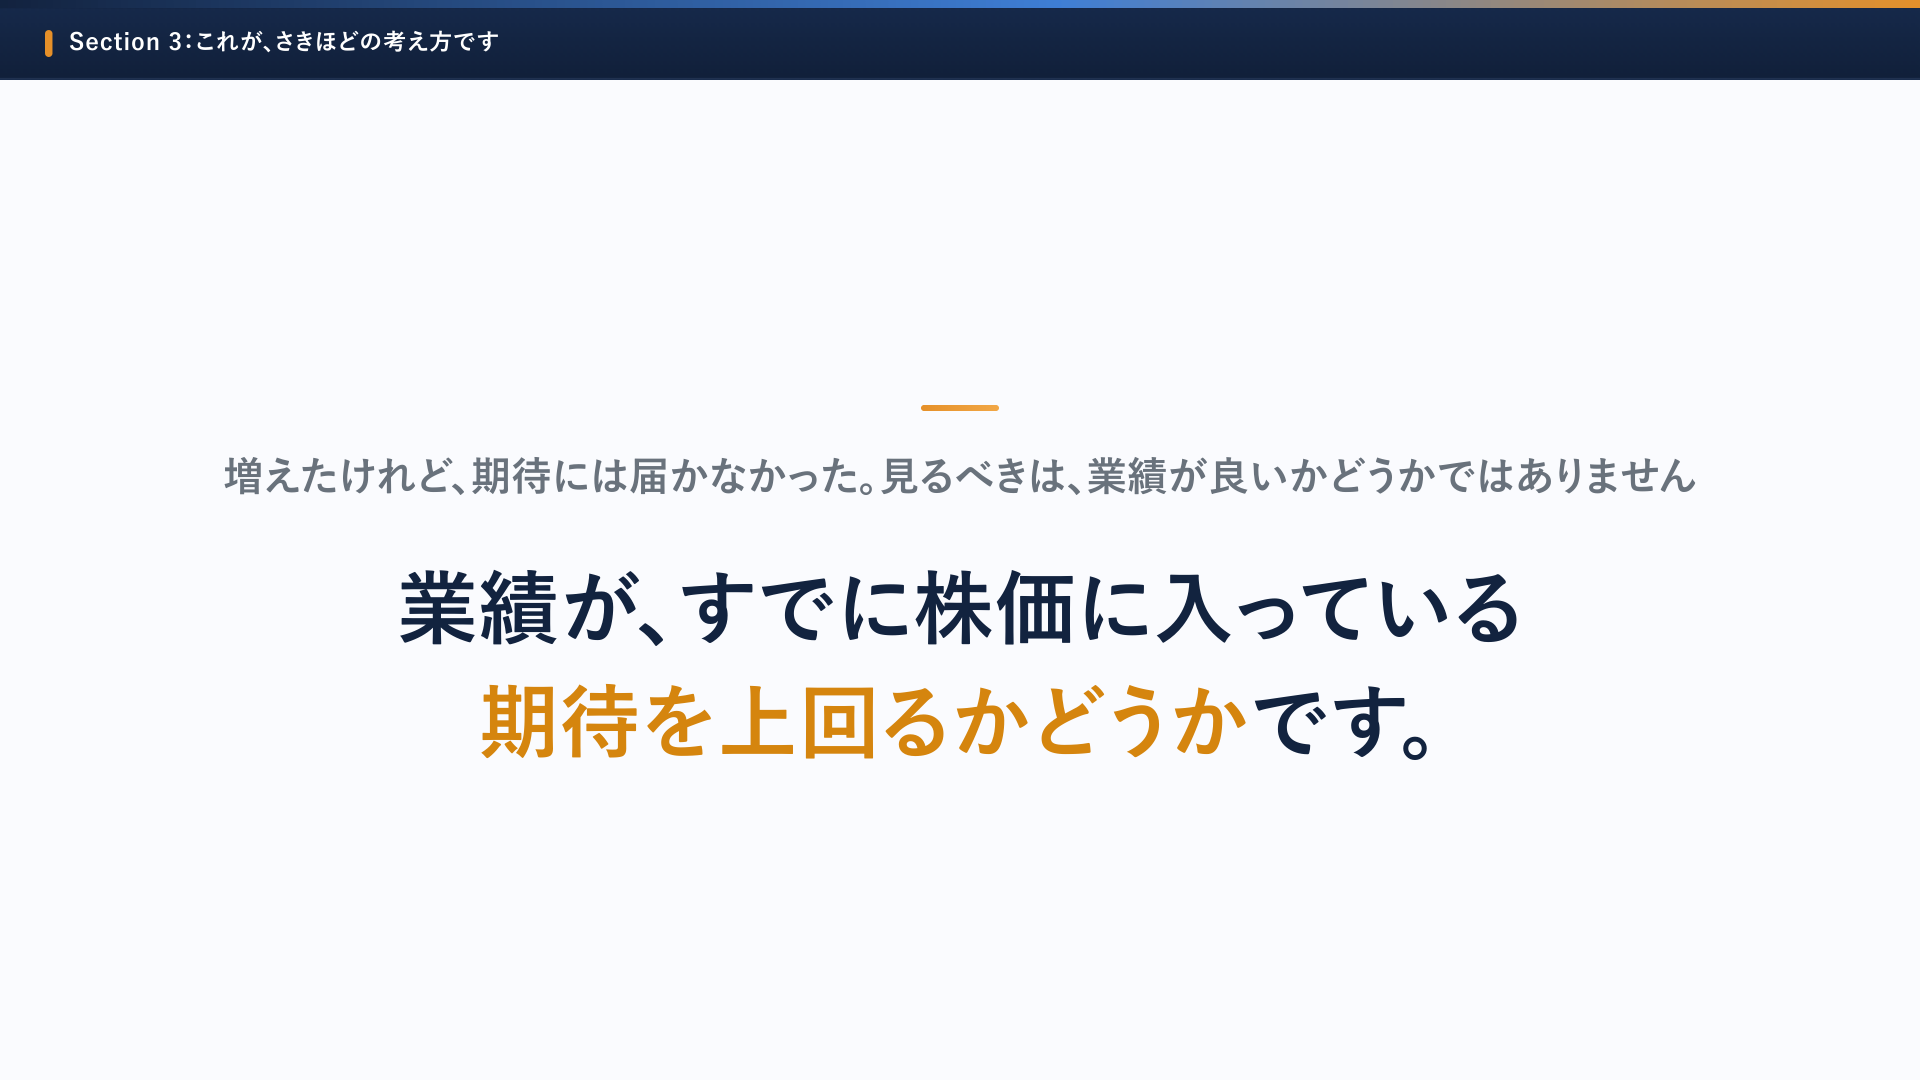 Section 3：これが、さきほどの考え方です
増えたけれど、期待には届かなかった。見るべきは、業績が良いかどうかではありません
業績が、すでに株価に入っている
期待を上回るかどうかです。